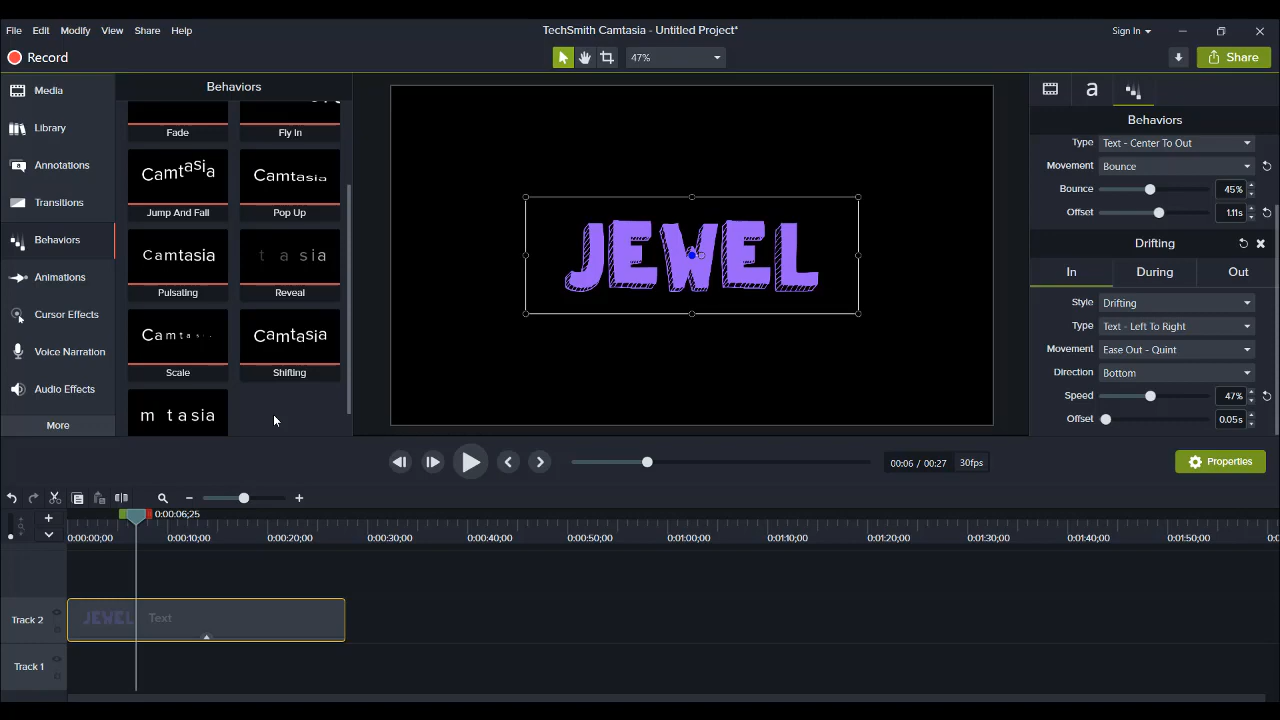 TechSmith Camtasia - Untitled Project*
File Edit Modify View Share Help
Sign In
Record
47%
Share
Media
Library
Annotations
Transitions
Behaviors
Animations
Cursor Effects
Voice Narration
Audio Effects
More
Behaviors
Fade
Fly In
Camtasia
Camtasia
Jump And Fall
Pop Up
Camtasia
t a sia
Pulsating
Reveal
Camta
Camtasia
Scale
Shifting
m tasia
JEWEL
a
Behaviors
Type Text - Center To Out
Movement Bounce
Bounce 45%
Offset 1.11s
Drifting
In During Out
Style Drifting
Type Text - Left To Right
Movement Ease Out - Quint
Direction Bottom
Speed 47%
Offset 0.05s
00:06 / 00:27 30fps
Properties
0:00:06;25
0:00:00;00 0:00:10;00 0:00:20;00 0:00:30;00 0:00:40;00 0:00:50;00 0:01:00;00 0:01:10;00 0:01:20;00 0:01:30;00 0:01:40;00 0:01:50;00
Track 2
JEWEL Text
Track 1